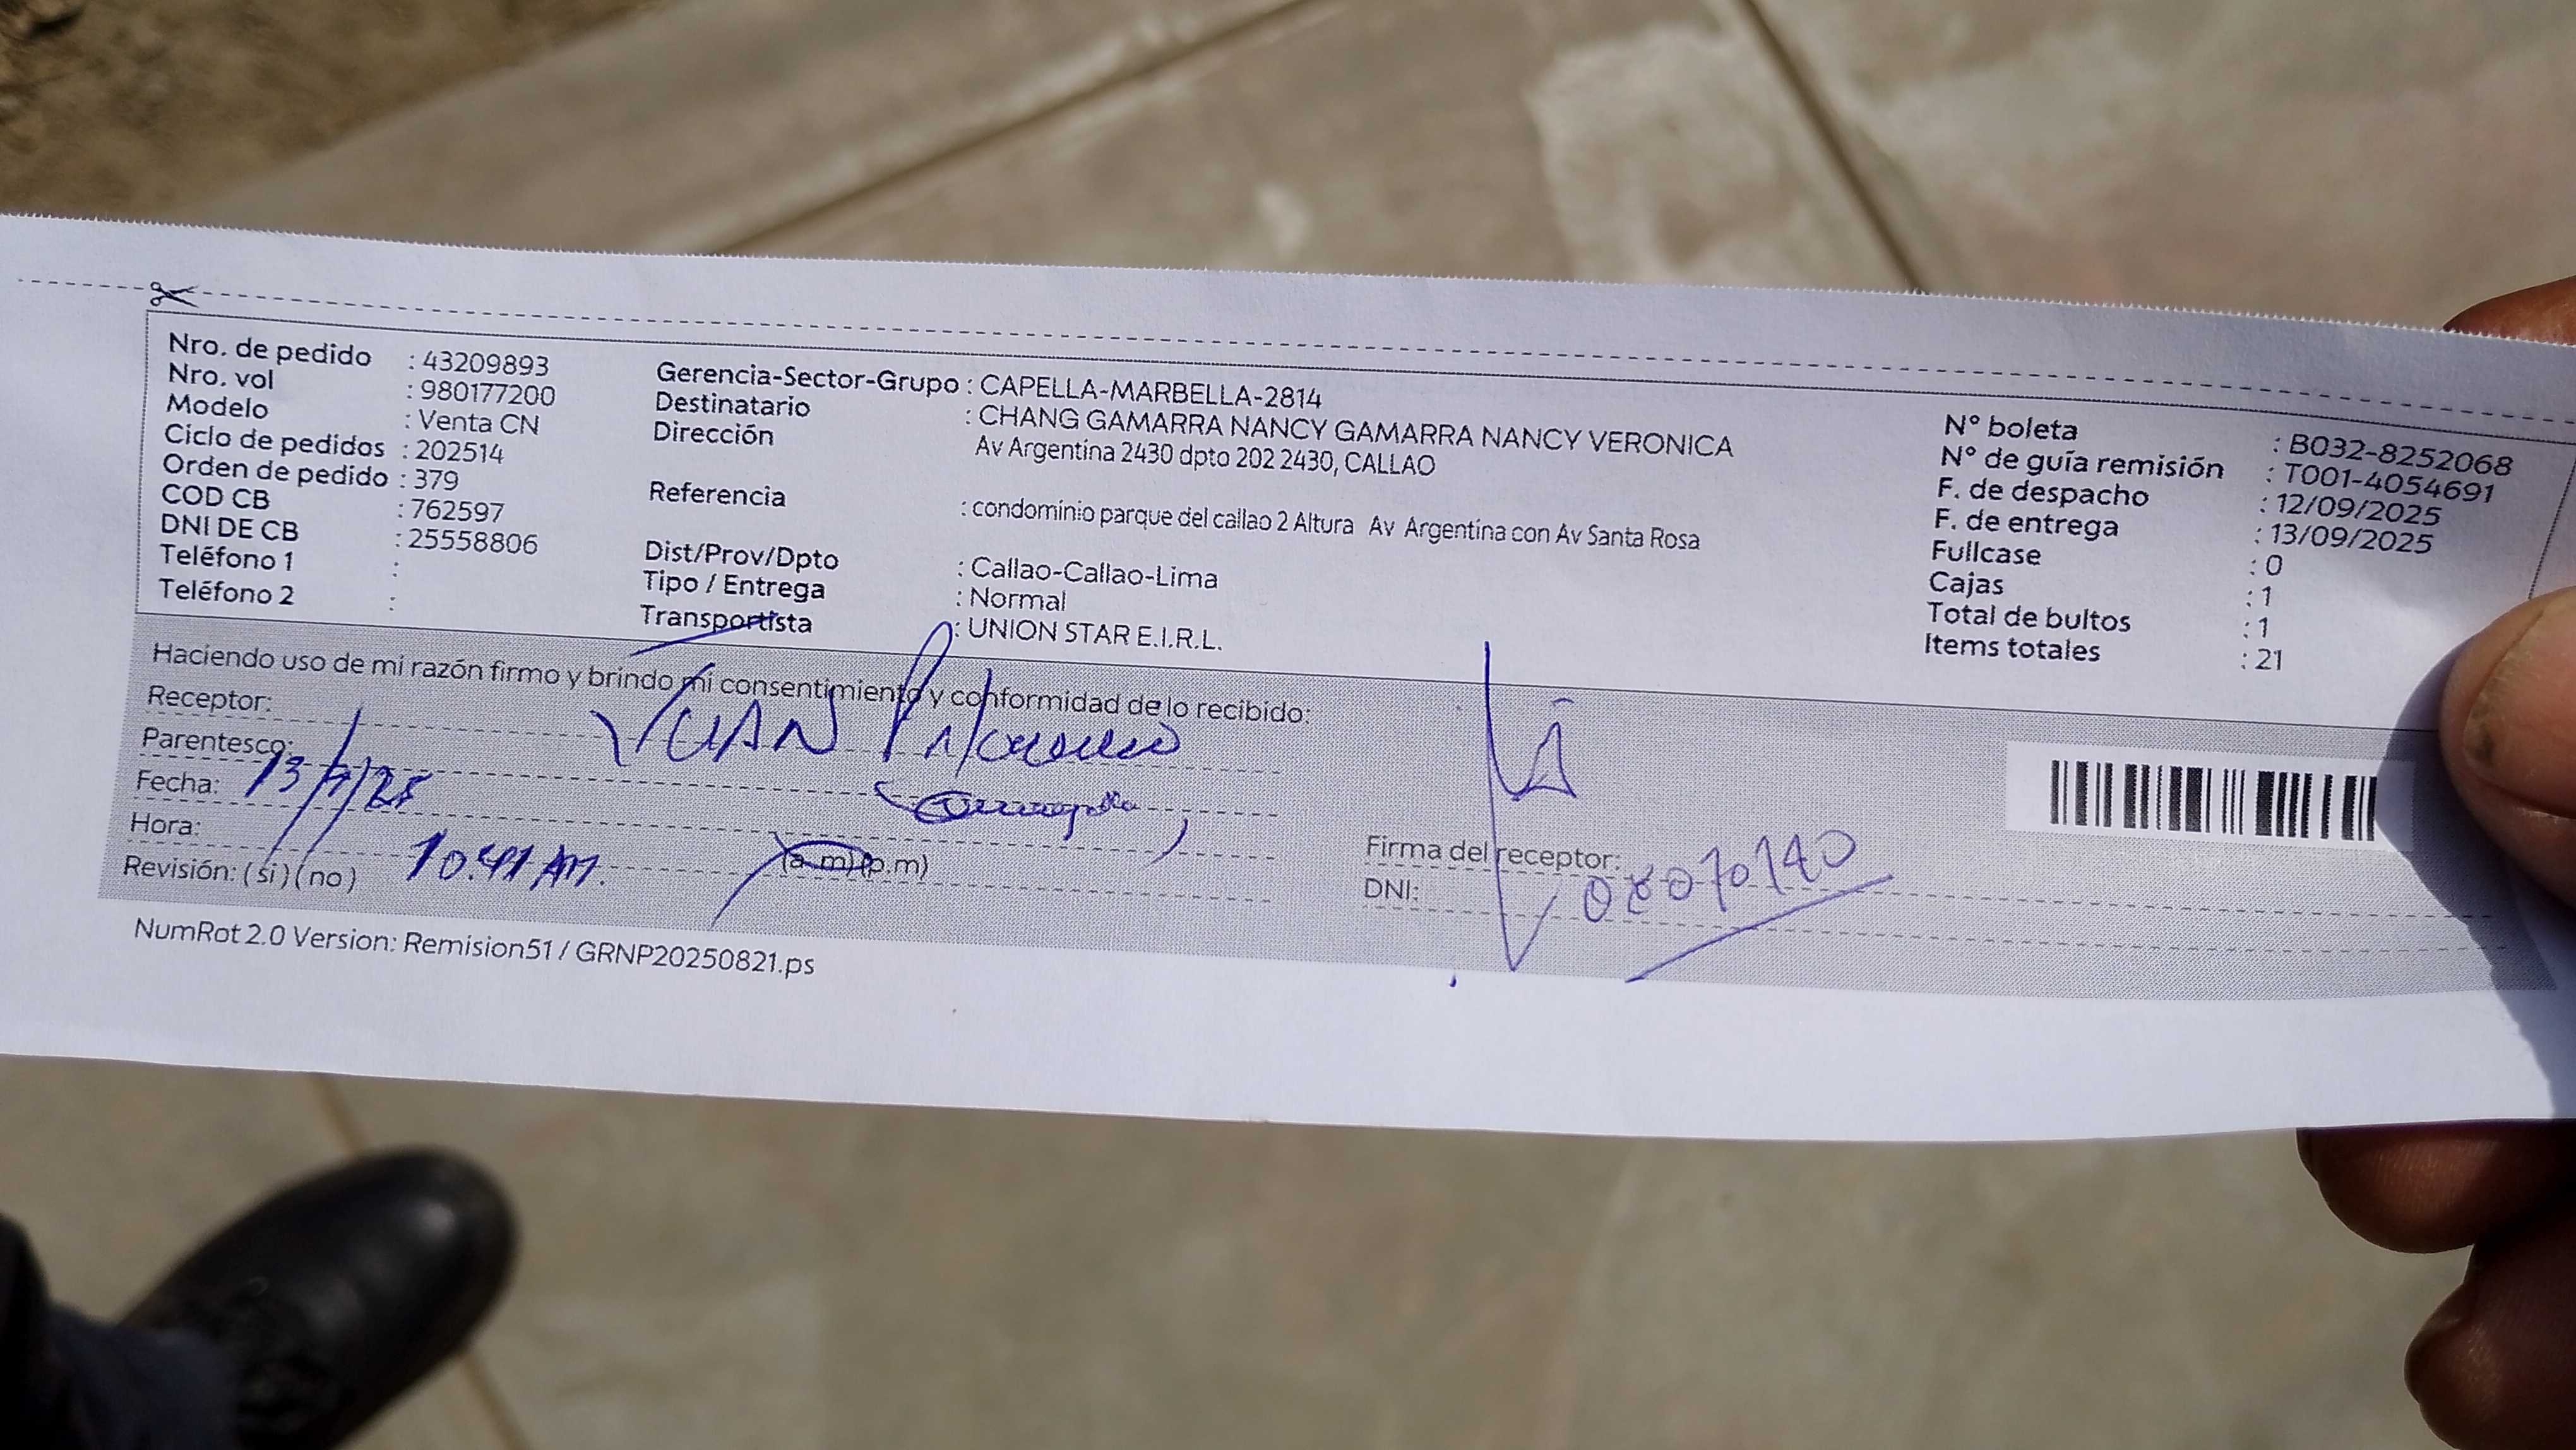 Nro. de pedido : 43209893
Nro. vol : 980177200
Modelo : Venta CN
Ciclo de pedidos : 202514
Orden de pedido : 379
COD CB : 762597
DNI DE CB : 25558806
Teléfono 1 :
Teléfono 2 :
Gerencia-Sector-Grupo : CAPELLA-MARBELLA-2814
Destinatario : CHANG GAMARRA NANCY GAMARRA NANCY VERONICA
Dirección Av Argentina 2430 dpto 202 2430, CALLAO
Referencia : condominio parque del callao 2 Altura Av Argentina con Av Santa Rosa
Dist/Prov/Dpto : Callao-Callao-Lima
Tipo / Entrega : Normal
Transportista : UNION STAR E.I.R.L.
N° boleta : B032-8252068
N° de guía remisión : T001-4054691
F. de despacho : 12/09/2025
F. de entrega : 13/09/2025
Fullcase : 0
Cajas : 1
Total de bultos : 1
Items totales : 21
Haciendo uso de mi razón firmo y brindo mi consentimiento y conformidad de lo recibido:
Receptor: JUAN
Parentesco:
Fecha: 13/9/25
Hora: 10:41 AM. (a.m)(p.m)
Revisión: (si)(no)
Firma del receptor:
DNI: 08070140
NumRot 2.0 Version: Remision51 / GRNP20250821.ps